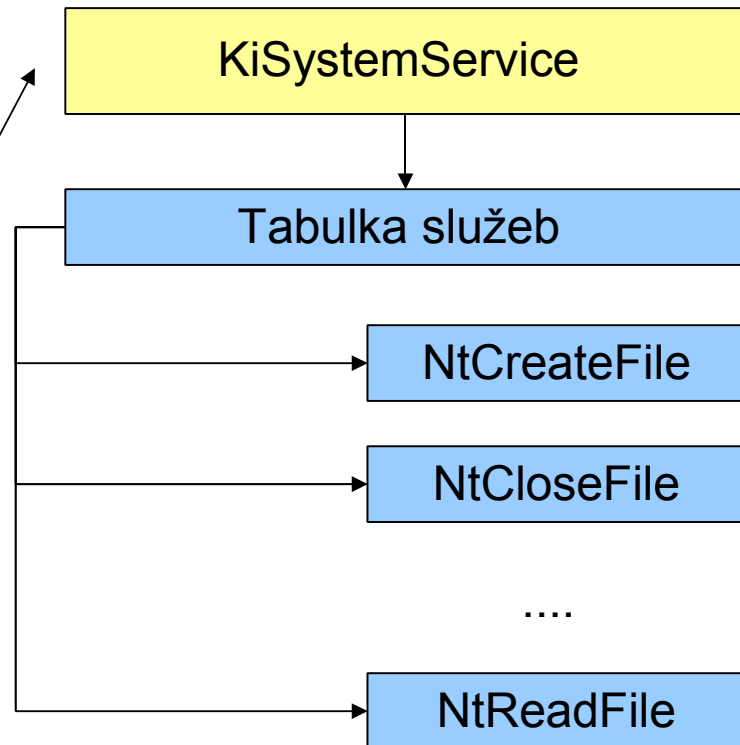 KiSystemService
Tabulka služeb
NtCreateFile
NtCloseFile
....
NtReadFile